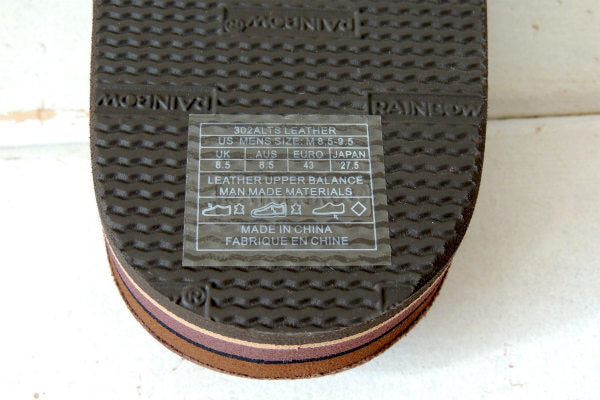 RAINBOW®
RAINBOW
RAINBOW
302ALTS LEATHER
US MENS SIZE: M 8.5-9.5
UK AUS EURO JAPAN
8.5 8.5 43 27.5
LEATHER UPPER BALANCE
MAN MADE MATERIALS
MADE IN CHINA
FABRIQUE EN CHINE
®